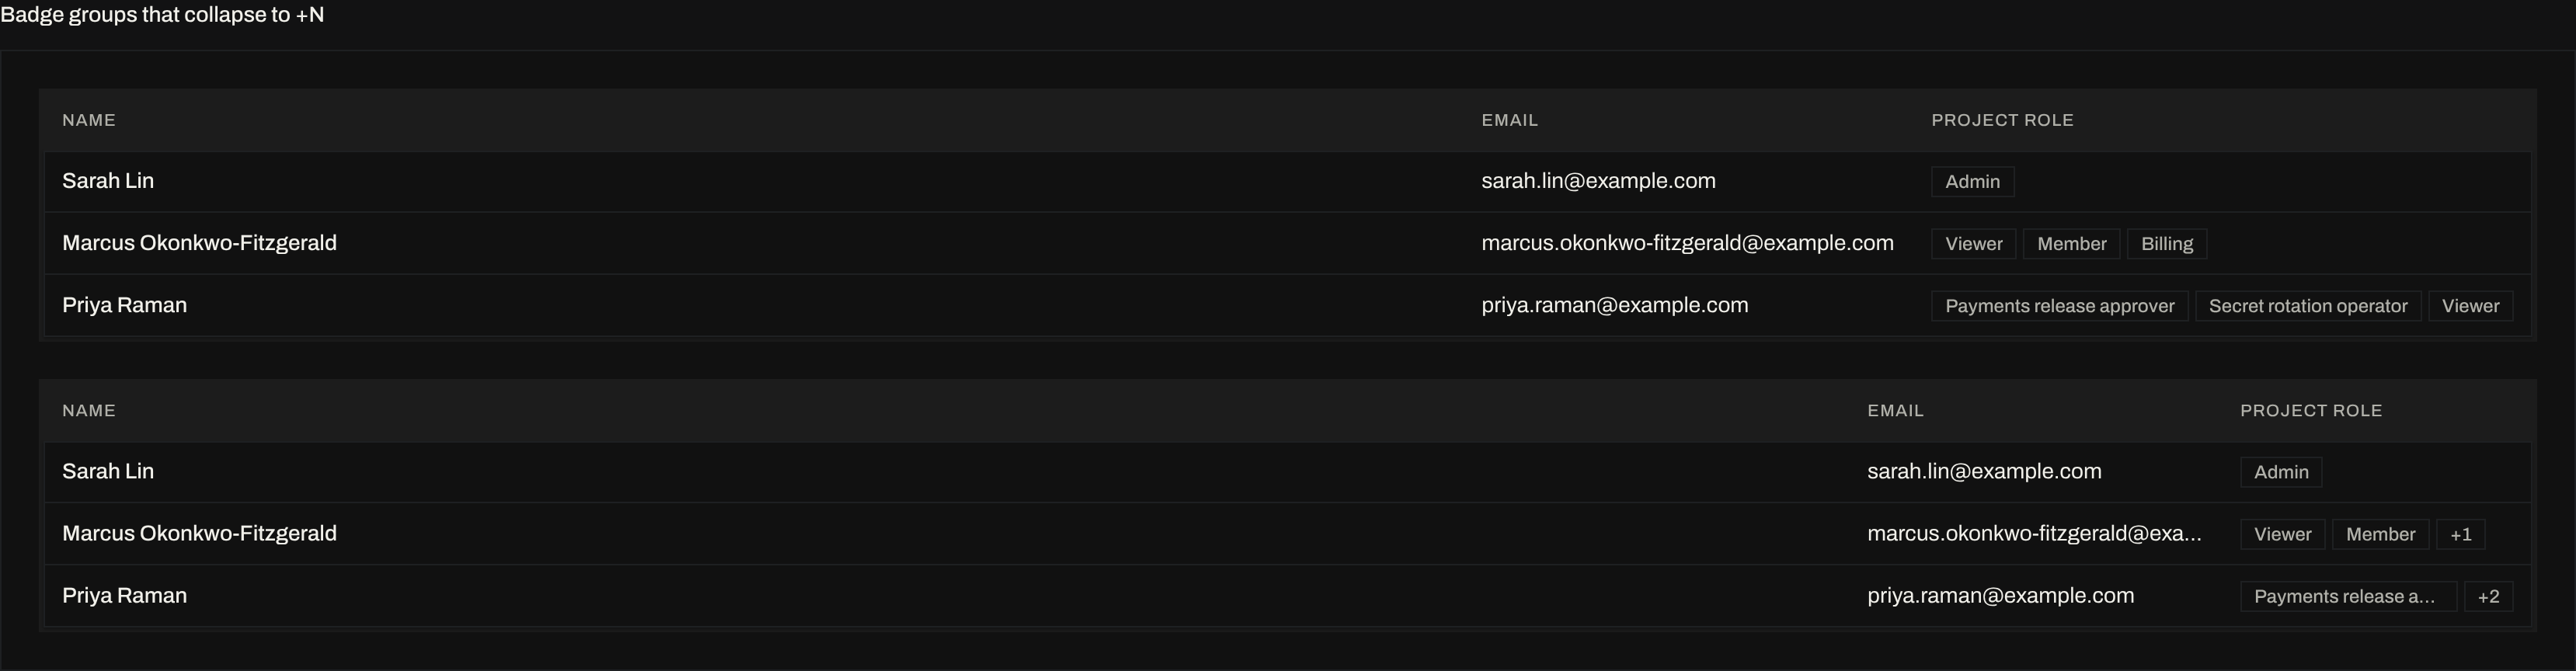 Badge groups that collapse to +N
NAME EMAIL PROJECT ROLE
Sarah Lin sarah.lin@example.com Admin
Marcus Okonkwo-Fitzgerald marcus.okonkwo-fitzgerald@example.com Viewer Member Billing
Priya Raman priya.raman@example.com Payments release approver Secret rotation operator Viewer
NAME EMAIL PROJECT ROLE
Sarah Lin sarah.lin@example.com Admin
Marcus Okonkwo-Fitzgerald marcus.okonkwo-fitzgerald@exa... Viewer Member +1
Priya Raman priya.raman@example.com Payments release a... +2